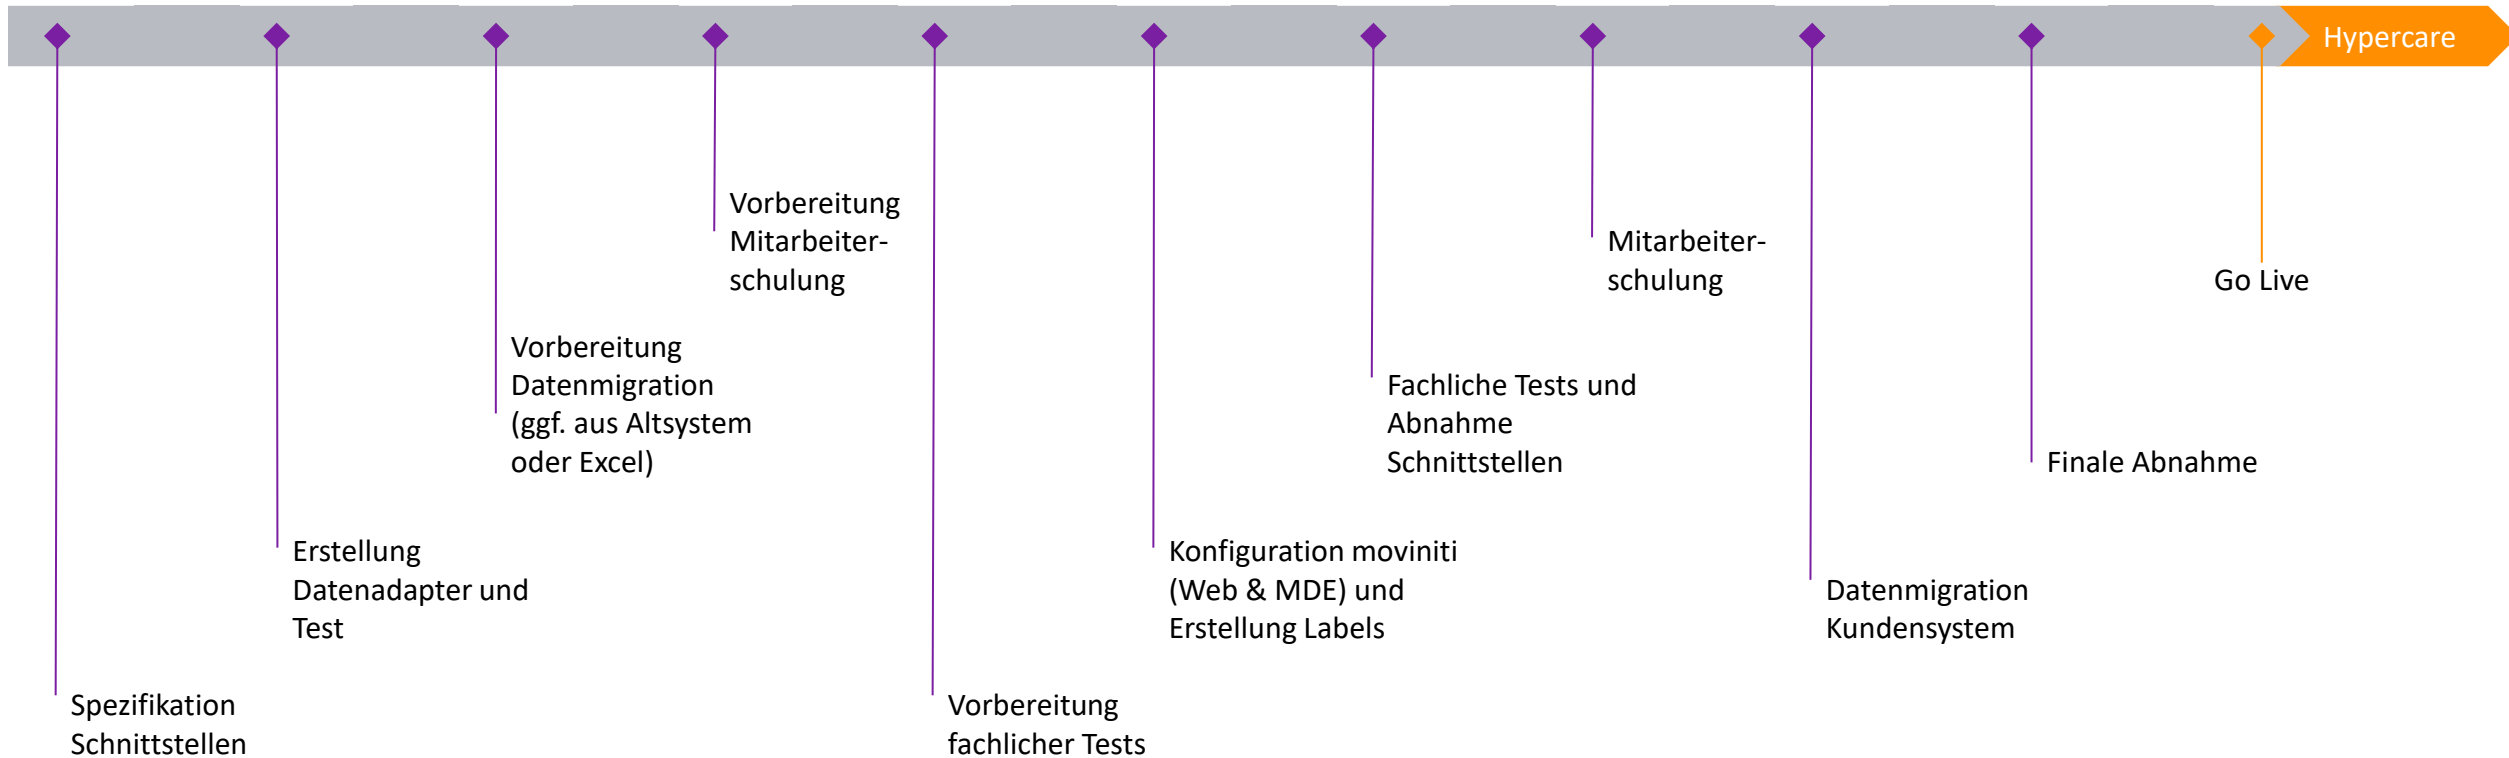 Hypercare
Spezifikation
Schnittstellen
Erstellung
Datenadapter und
Test
Vorbereitung
Datenmigration
(ggf. aus Altsystem
oder Excel)
Vorbereitung
Mitarbeiter-
schulung
Vorbereitung
fachlicher Tests
Konfiguration moviniti
(Web & MDE) und
Erstellung Labels
Fachliche Tests und
Abnahme
Schnittstellen
Mitarbeiter-
schulung
Datenmigration
Kundensystem
Finale Abnahme
Go Live